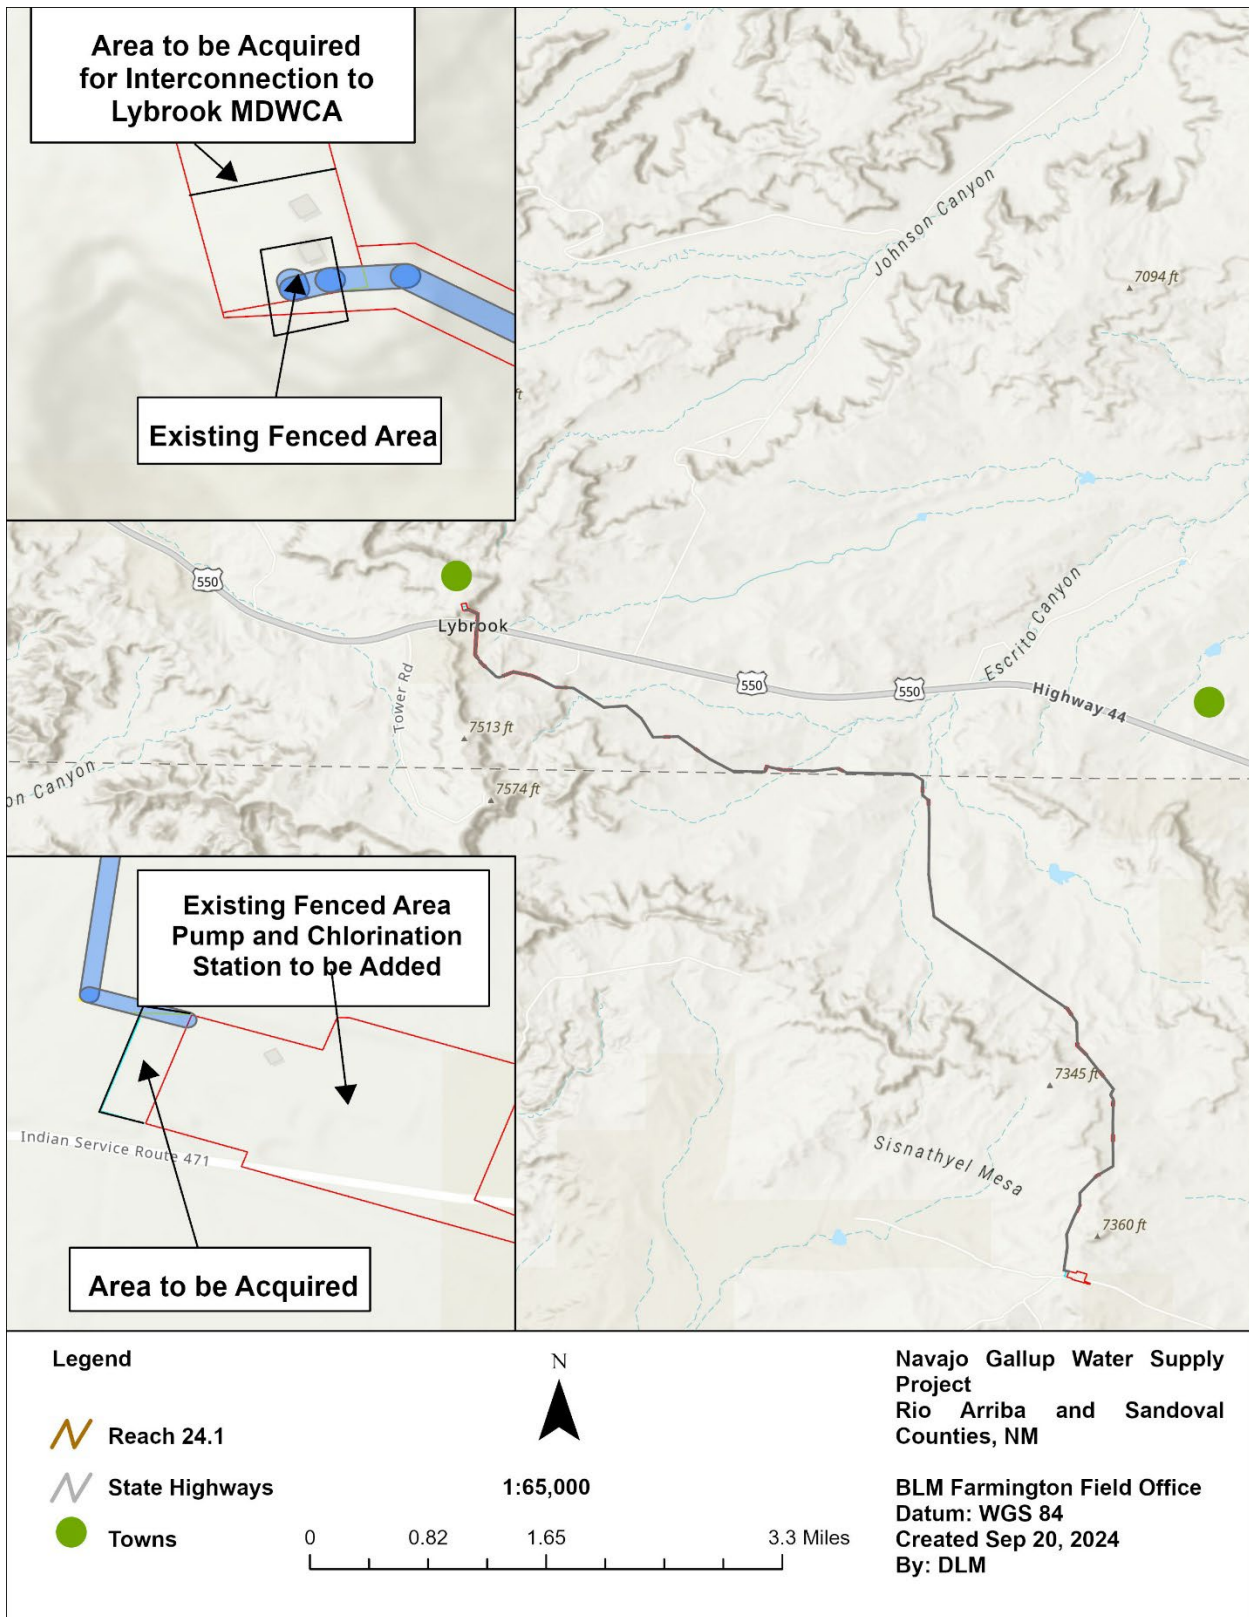 Area to be Acquired
for Interconnection to
Lybrook MDWCA
Existing Fenced Area
ft
Johnson Canyon
7094 ft
550
Lybrook
Tower Rd
550
550
Escrito Canyon
Highway 44
7513 ft
7574 ft
on Canyon
Existing Fenced Area
Pump and Chlorination
Station to be Added
Indian Service Route 471
Area to be Acquired
7345 ft
Sisnathyel Mesa
7360 ft
Legend
Reach 24.1
State Highways
Towns
N
1:65,000
0 0.82 1.65 3.3 Miles
Navajo Gallup Water Supply
Project
Rio Arriba and Sandoval
Counties, NM
BLM Farmington Field Office
Datum: WGS 84
Created Sep 20, 2024
By: DLM